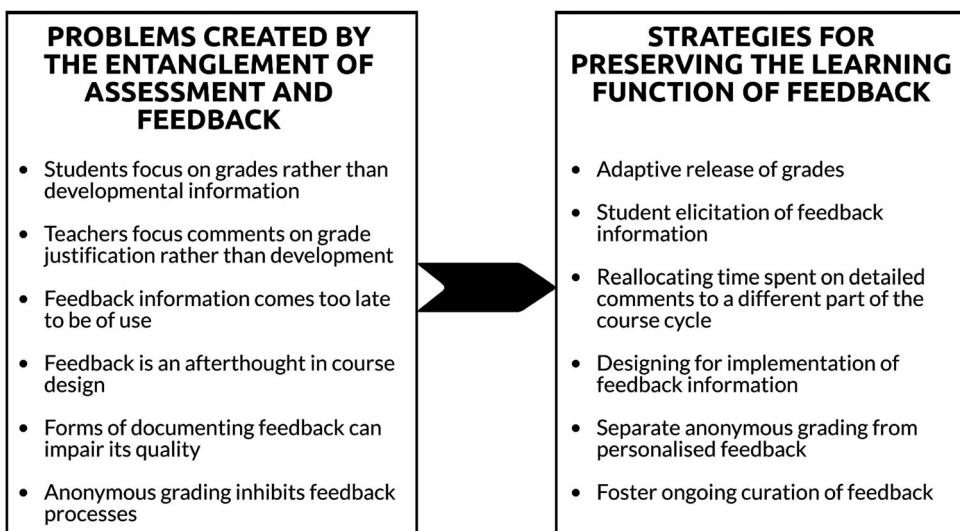 PROBLEMS CREATED BY
THE ENTANGLEMENT OF
ASSESSMENT AND
FEEDBACK
• Students focus on grades rather than
developmental information
• Teachers focus comments on grade
justification rather than development
• Feedback information comes too late
to be of use
• Feedback is an afterthought in course
design
• Forms of documenting feedback can
impair its quality
• Anonymous grading inhibits feedback
processes
STRATEGIES FOR
PRESERVING THE LEARNING
FUNCTION OF FEEDBACK
• Adaptive release of grades
• Student elicitation of feedback
information
• Reallocating time spent on detailed
comments to a different part of the
course cycle
• Designing for implementation of
feedback information
• Separate anonymous grading from
personalised feedback
• Foster ongoing curation of feedback